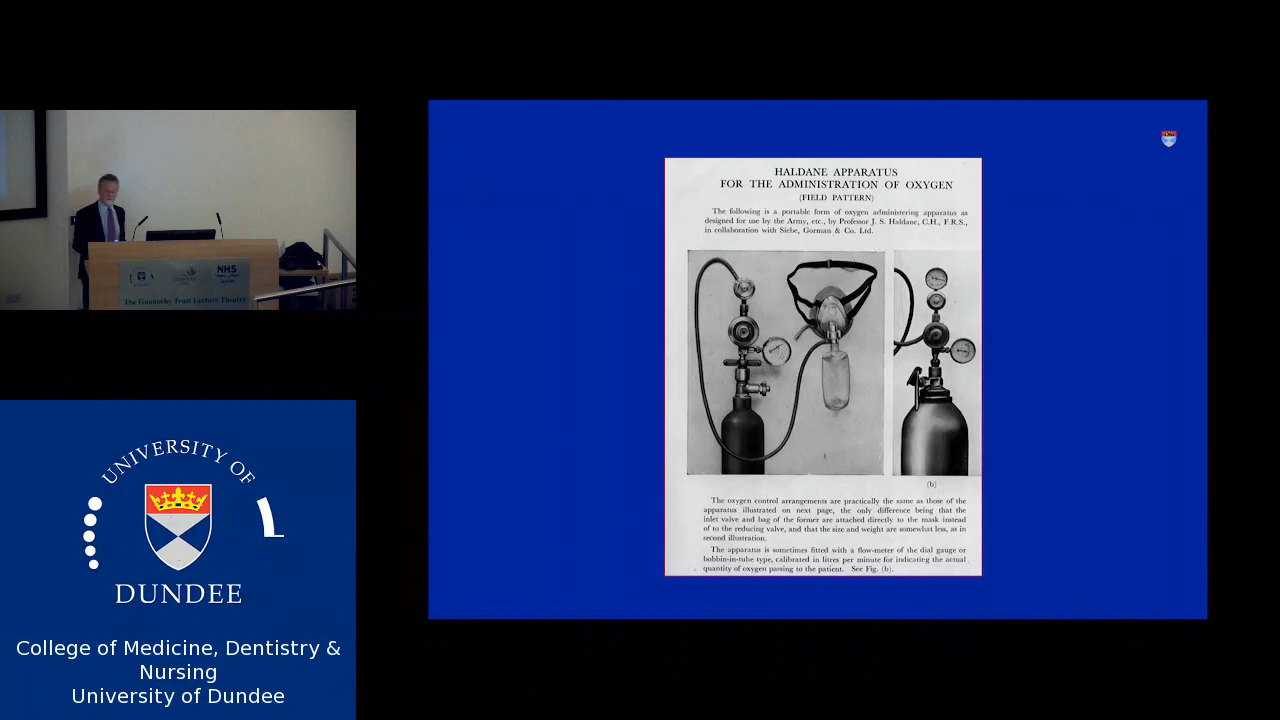 HALDANE APPARATUS
FOR THE ADMINISTRATION OF OXYGEN
(FIELD PATTERN)
The following is a portable form of oxygen administering apparatus as
designed for use by the Army, etc., by Professor J. S. Haldane, C.H., F.R.S.,
in collaboration with Siebe, Gorman & Co. Ltd.
(b)
The oxygen control arrangements are practically the same as those of the
apparatus illustrated on next page, the only difference being that the
inlet valve and bag of the former are attached directly to the mask instead
of to the reducing valve, and that the size and weight are somewhat less, as in
second illustration.
The apparatus is sometimes fitted with a flow-meter of the dial gauge or
bobbin-in-tube type, calibrated in litres per minute for indicating the actual
quantity of oxygen passing to the patient. See Fig. (b).
NHS
The Gannochy Trust Lecture Theatre
UNIVERSITY OF
DUNDEE
College of Medicine, Dentistry &
Nursing
University of Dundee